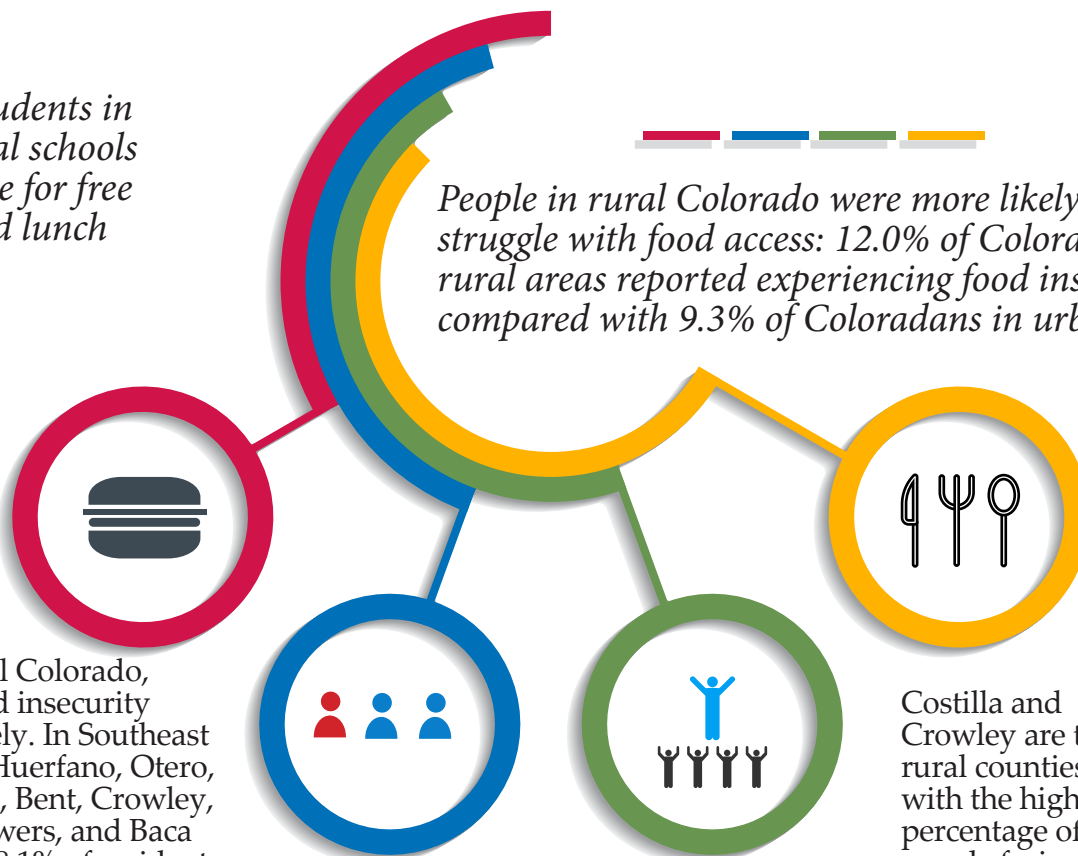 udents in
al schools
e for free
d lunch
People in rural Colorado were more likely
struggle with food access: 12.0% of Colora
rural areas reported experiencing food ins
compared with 9.3% of Coloradans in urb
l Colorado,
d insecurity
ely. In Southeast
Huerfano, Otero,
, Bent, Crowley,
wers, and Baca
Costilla and
Crowley are t
rural counties
with the high
percentage of